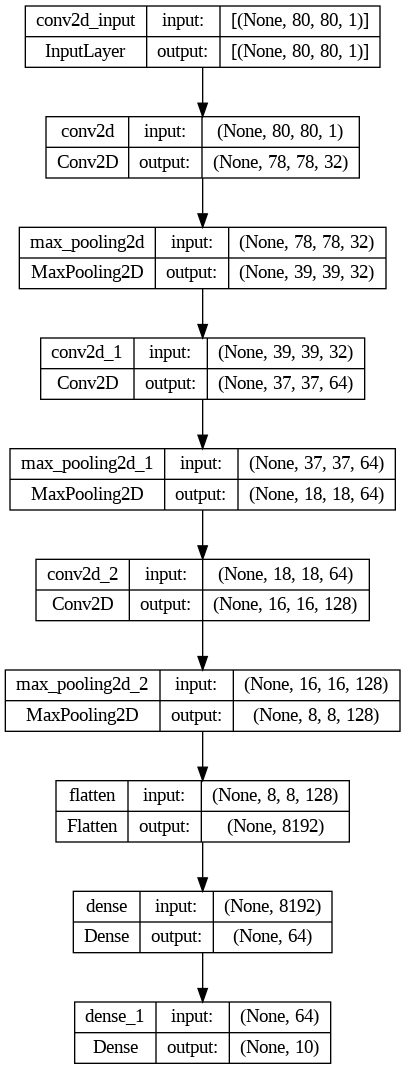 conv2d_input input: [(None, 80, 80, 1)]
InputLayer output: [(None, 80, 80, 1)]
conv2d input: (None, 80, 80, 1)
Conv2D output: (None, 78, 78, 32)
max_pooling2d input: (None, 78, 78, 32)
MaxPooling2D output: (None, 39, 39, 32)
conv2d_1 input: (None, 39, 39, 32)
Conv2D output: (None, 37, 37, 64)
max_pooling2d_1 input: (None, 37, 37, 64)
MaxPooling2D output: (None, 18, 18, 64)
conv2d_2 input: (None, 18, 18, 64)
Conv2D output: (None, 16, 16, 128)
max_pooling2d_2 input: (None, 16, 16, 128)
MaxPooling2D output: (None, 8, 8, 128)
flatten input: (None, 8, 8, 128)
Flatten output: (None, 8192)
dense input: (None, 8192)
Dense output: (None, 64)
dense_1 input: (None, 64)
Dense output: (None, 10)